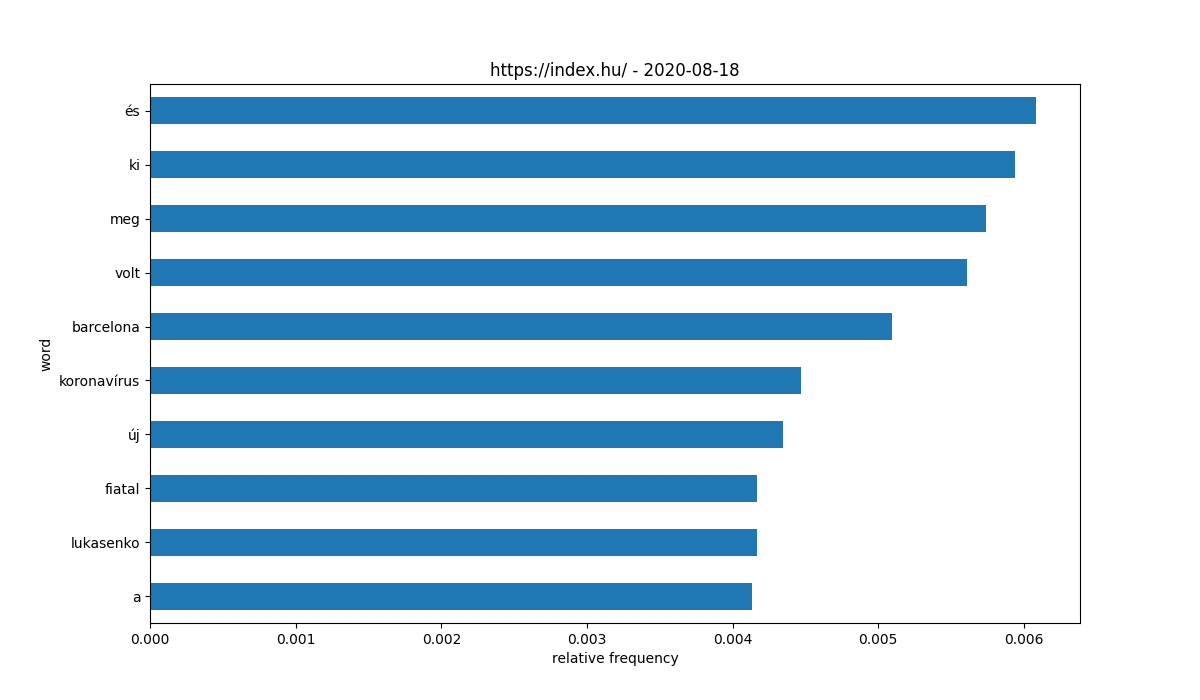 https://index.hu/ - 2020-08-18
és
ki
meg
volt
barcelona
koronavírus
új
fiatal
lukasenko
a
word
0.000 0.001 0.002 0.003 0.004 0.005 0.006
relative frequency